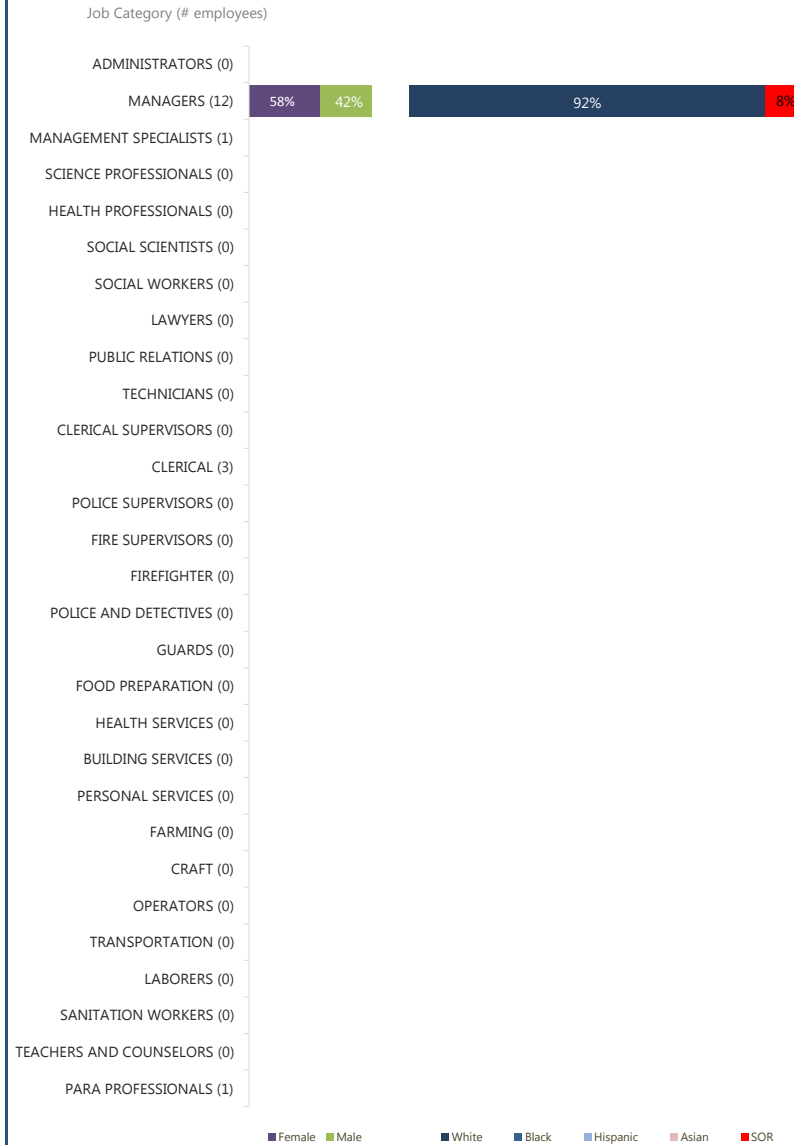 Job Category (# employees)
ADMINISTRATORS (0)
MANAGERS (12) 58% 42% 92% 8%
MANAGEMENT SPECIALISTS (1)
SCIENCE PROFESSIONALS (0)
HEALTH PROFESSIONALS (0)
SOCIAL SCIENTISTS (0)
SOCIAL WORKERS (0)
LAWYERS (0)
PUBLIC RELATIONS (0)
TECHNICIANS (0)
CLERICAL SUPERVISORS (0)
CLERICAL (3)
POLICE SUPERVISORS (0)
FIRE SUPERVISORS (0)
FIREFIGHTER (0)
POLICE AND DETECTIVES (0)
GUARDS (0)
FOOD PREPARATION (0)
HEALTH SERVICES (0)
BUILDING SERVICES (0)
PERSONAL SERVICES (0)
FARMING (0)
CRAFT (0)
OPERATORS (0)
TRANSPORTATION (0)
LABORERS (0)
SANITATION WORKERS (0)
TEACHERS AND COUNSELORS (0)
PARA PROFESSIONALS (1)
Female Male White Black Hispanic Asian SOR